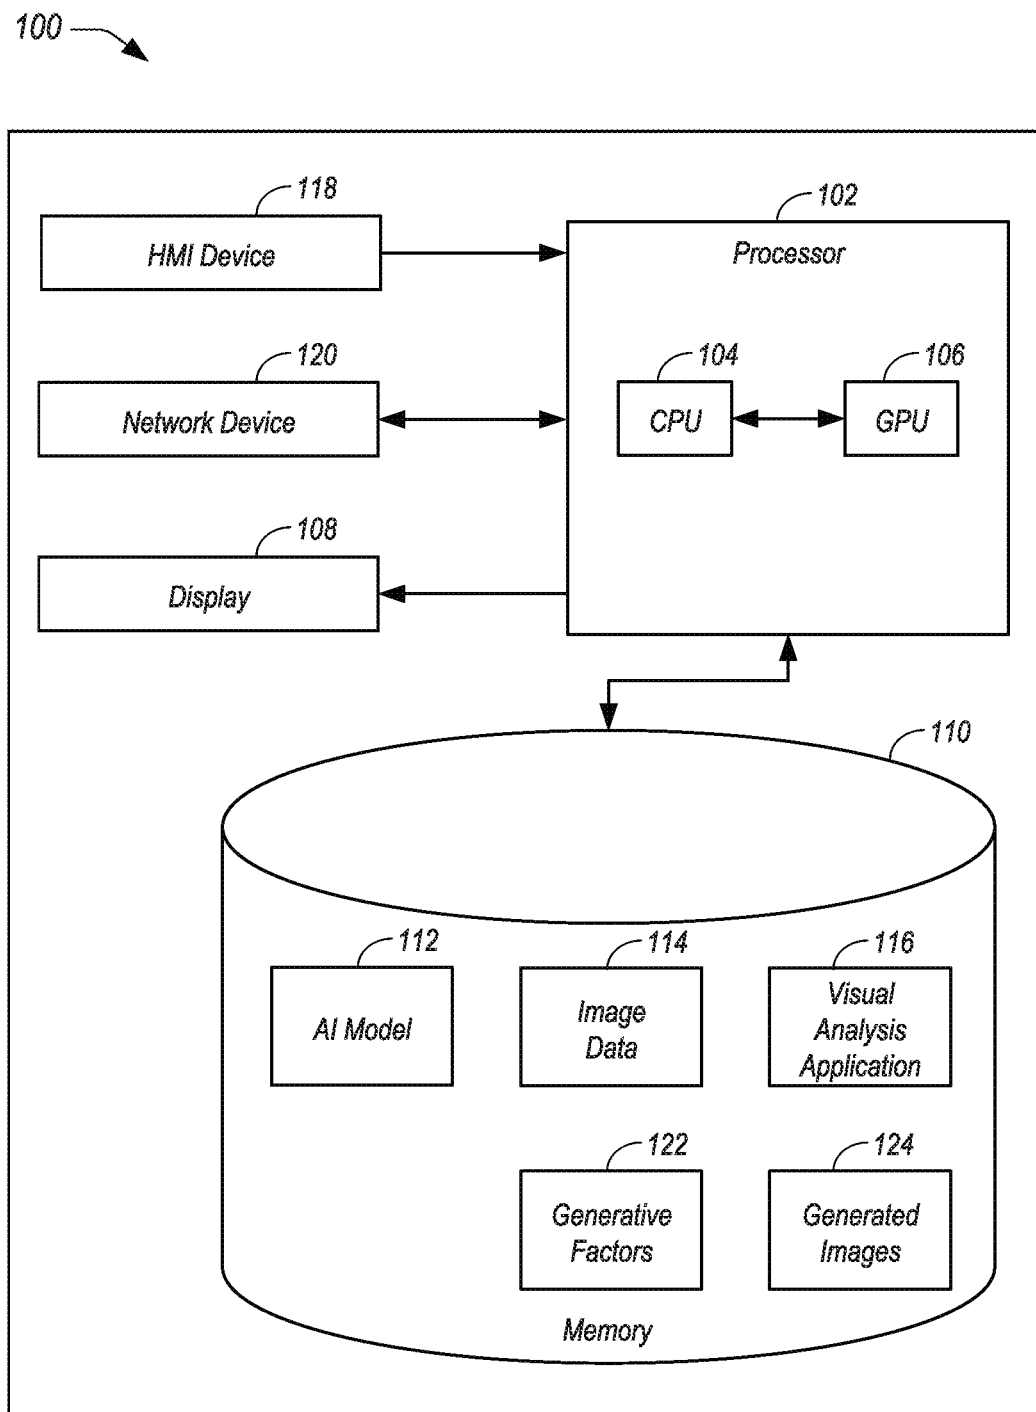 100
118
HMI Device
102
Processor
120
Network Device
104
CPU
106
GPU
108
Display
110
112
AI Model
114
Image
Data
116
Visual
Analysis
Application
122
Generative
Factors
124
Generated
Images
Memory